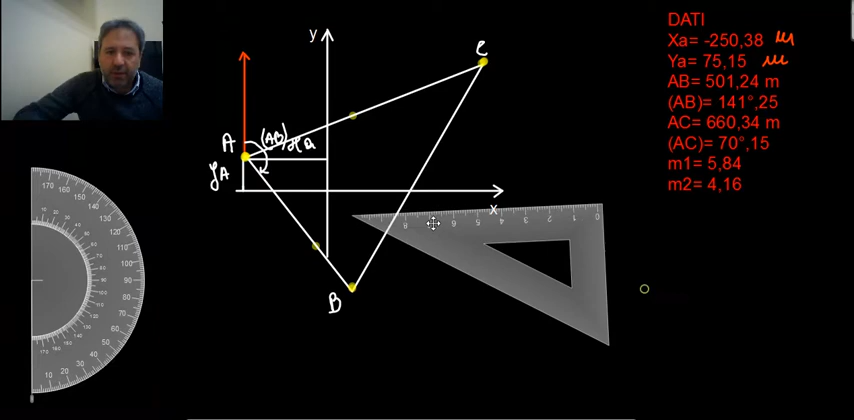 DATI
Xa= -250,38 m
Ya= 75,15 m
AB= 501,24 m
(AB)= 141°,25
AC= 660,34 m
(AC)= 70°,15
m1= 5,84
m2= 4,16
y
C
A
(AB)
xa
yA
x
B